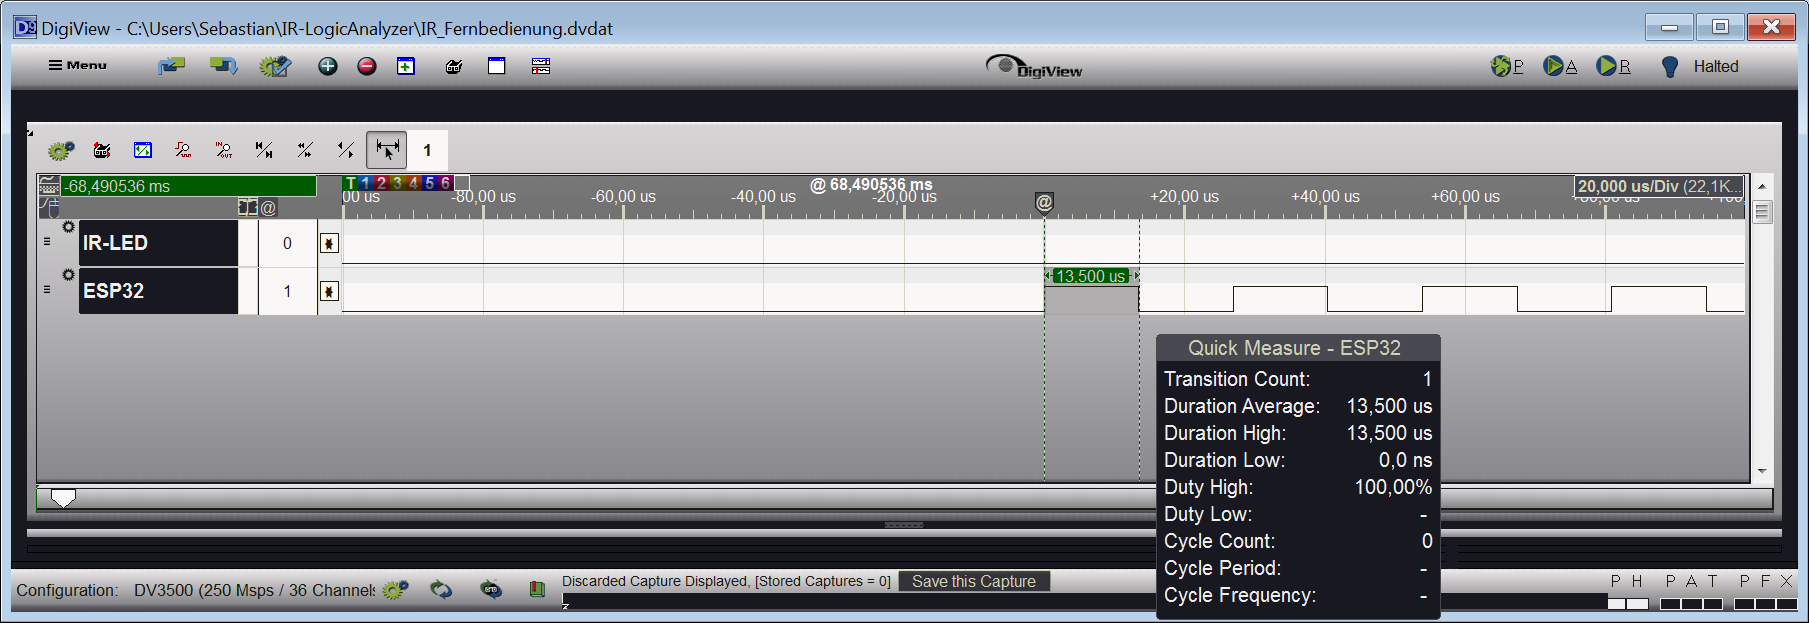 DigiView - C:\Users\Sebastian\IR-LogicAnalyzer\IR_Fernbedienung.dvdat
Menu
DigiView
P A R Halted
1
-68,490536 ms
T 1 2 3 4 5 6
@ 68,490536 ms
20,000 us/Div (22,1K...
00 us -80,00 us -60,00 us -40,00 us -20,00 us @ +20,00 us +40,00 us +60,00 us
@
IR-LED 0
13,500 us
ESP32 1
Quick Measure - ESP32
Transition Count: 1
Duration Average: 13,500 us
Duration High: 13,500 us
Duration Low: 0,0 ns
Duty High: 100,00%
Duty Low: -
Cycle Count: 0
Cycle Period: -
Cycle Frequency: -
Configuration: DV3500 (250 Msps / 36 Channels
Discarded Capture Displayed, [Stored Captures = 0] Save this Capture
P H P A T P F X